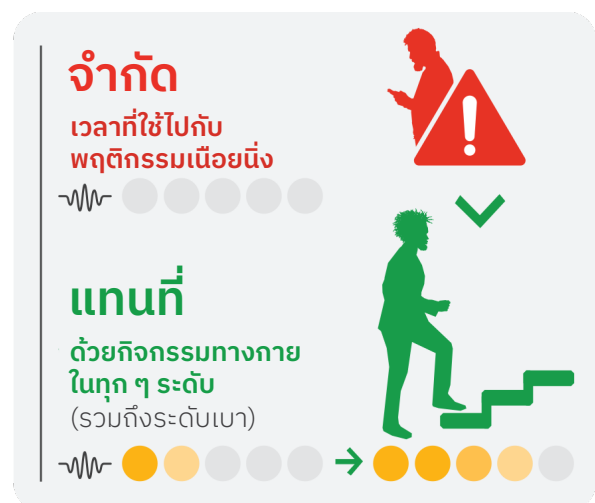 จำกัด
เวลาที่ใช้ไปกับ
พฤติกรรมเนือยนิ่ง
แทนที่
ด้วยกิจกรรมทางกาย
ในทุก ๆ ระดับ
(รวมถึงระดับเบา)